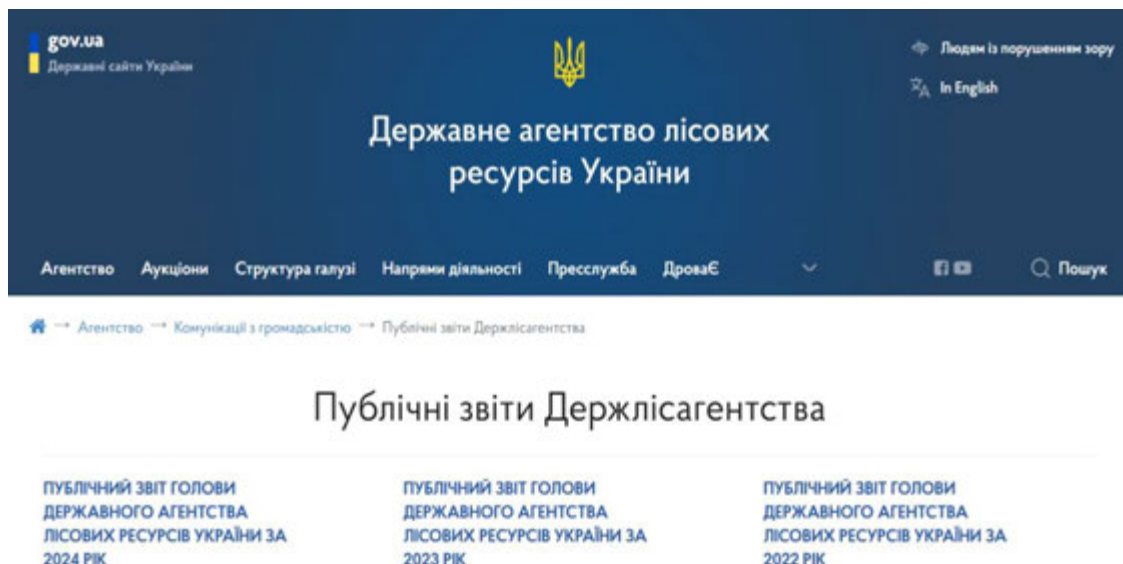 gov.ua
Державні сайти України
Людям із порушенням зору
In English
Державне агентство лісових
ресурсів України
Агентство Аукціони Структура галузі Напрями діяльності Пресслужба ДроваЄ Пошук
→ Агентство → Комунікації з громадськістю → Публічні звіти Держлісагентства
Публічні звіти Держлісагентства
ПУБЛІЧНИЙ ЗВІТ ГОЛОВИ
ДЕРЖАВНОГО АГЕНТСТВА
ЛІСОВИХ РЕСУРСІВ УКРАЇНИ ЗА
2024 РІК
ПУБЛІЧНИЙ ЗВІТ ГОЛОВИ
ДЕРЖАВНОГО АГЕНТСТВА
ЛІСОВИХ РЕСУРСІВ УКРАЇНИ ЗА
2023 РІК
ПУБЛІЧНИЙ ЗВІТ ГОЛОВИ
ДЕРЖАВНОГО АГЕНТСТВА
ЛІСОВИХ РЕСУРСІВ УКРАЇНИ ЗА
2022 РІК